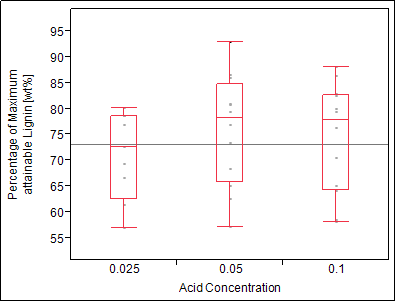 Percentage of Maximum
attainable Lignin [wt%]
95
90
85
80
75
70
65
60
55
0.025 0.05 0.1
Acid Concentration